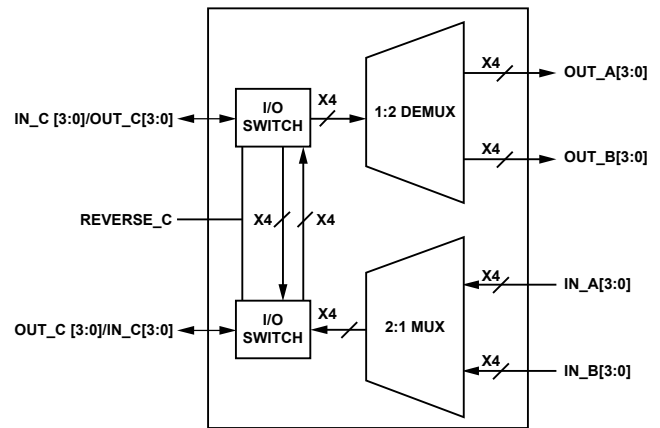 X4
OUT_A[3:0]
I/O
SWITCH
X4
1:2 DEMUX
IN_C [3:0]/OUT_C[3:0]
X4
OUT_B[3:0]
REVERSE_C
X4
X4
X4
IN_A[3:0]
I/O
SWITCH
X4
2:1 MUX
OUT_C [3:0]/IN_C[3:0]
X4
IN_B[3:0]